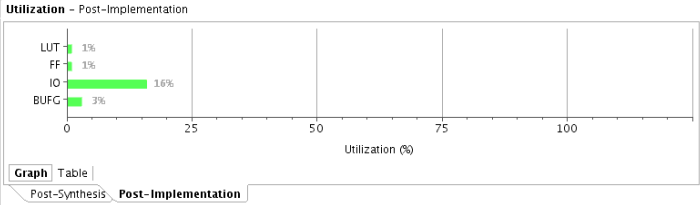 Utilization - Post-Implementation
LUT 1%
FF 1%
IO 16%
BUFG 3%
0 25 50 75 100
Utilization (%)
Graph Table
Post-Synthesis Post-Implementation